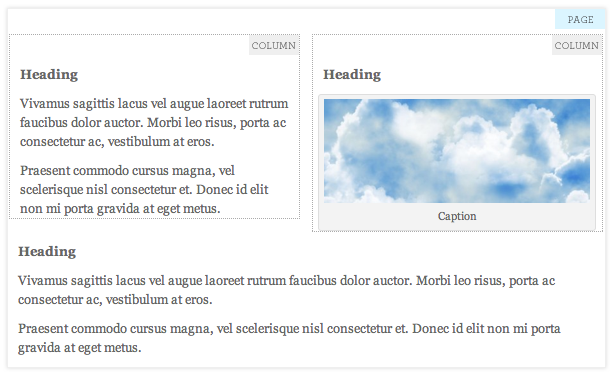 PAGE
COLUMN
Heading
Vivamus sagittis lacus vel augue laoreet rutrum
faucibus dolor auctor. Morbi leo risus, porta ac
consectetur ac, vestibulum at eros.
Praesent commodo cursus magna, vel
scelerisque nisl consectetur et. Donec id elit
non mi porta gravida at eget metus.
COLUMN
Heading
Caption
Heading
Vivamus sagittis lacus vel augue laoreet rutrum faucibus dolor auctor. Morbi leo risus, porta ac
consectetur ac, vestibulum at eros.
Praesent commodo cursus magna, vel scelerisque nisl consectetur et. Donec id elit non mi porta
gravida at eget metus.